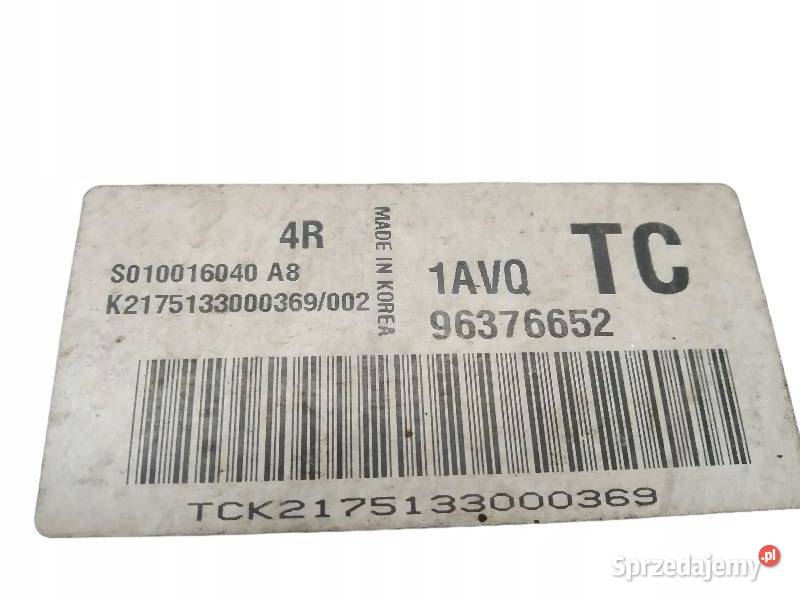 4R
S010016040 A8
K2175133000369/002
MADE IN KOREA
1AVQ TC
96376652
TCK2175133000369
Sprzedajemy.pl